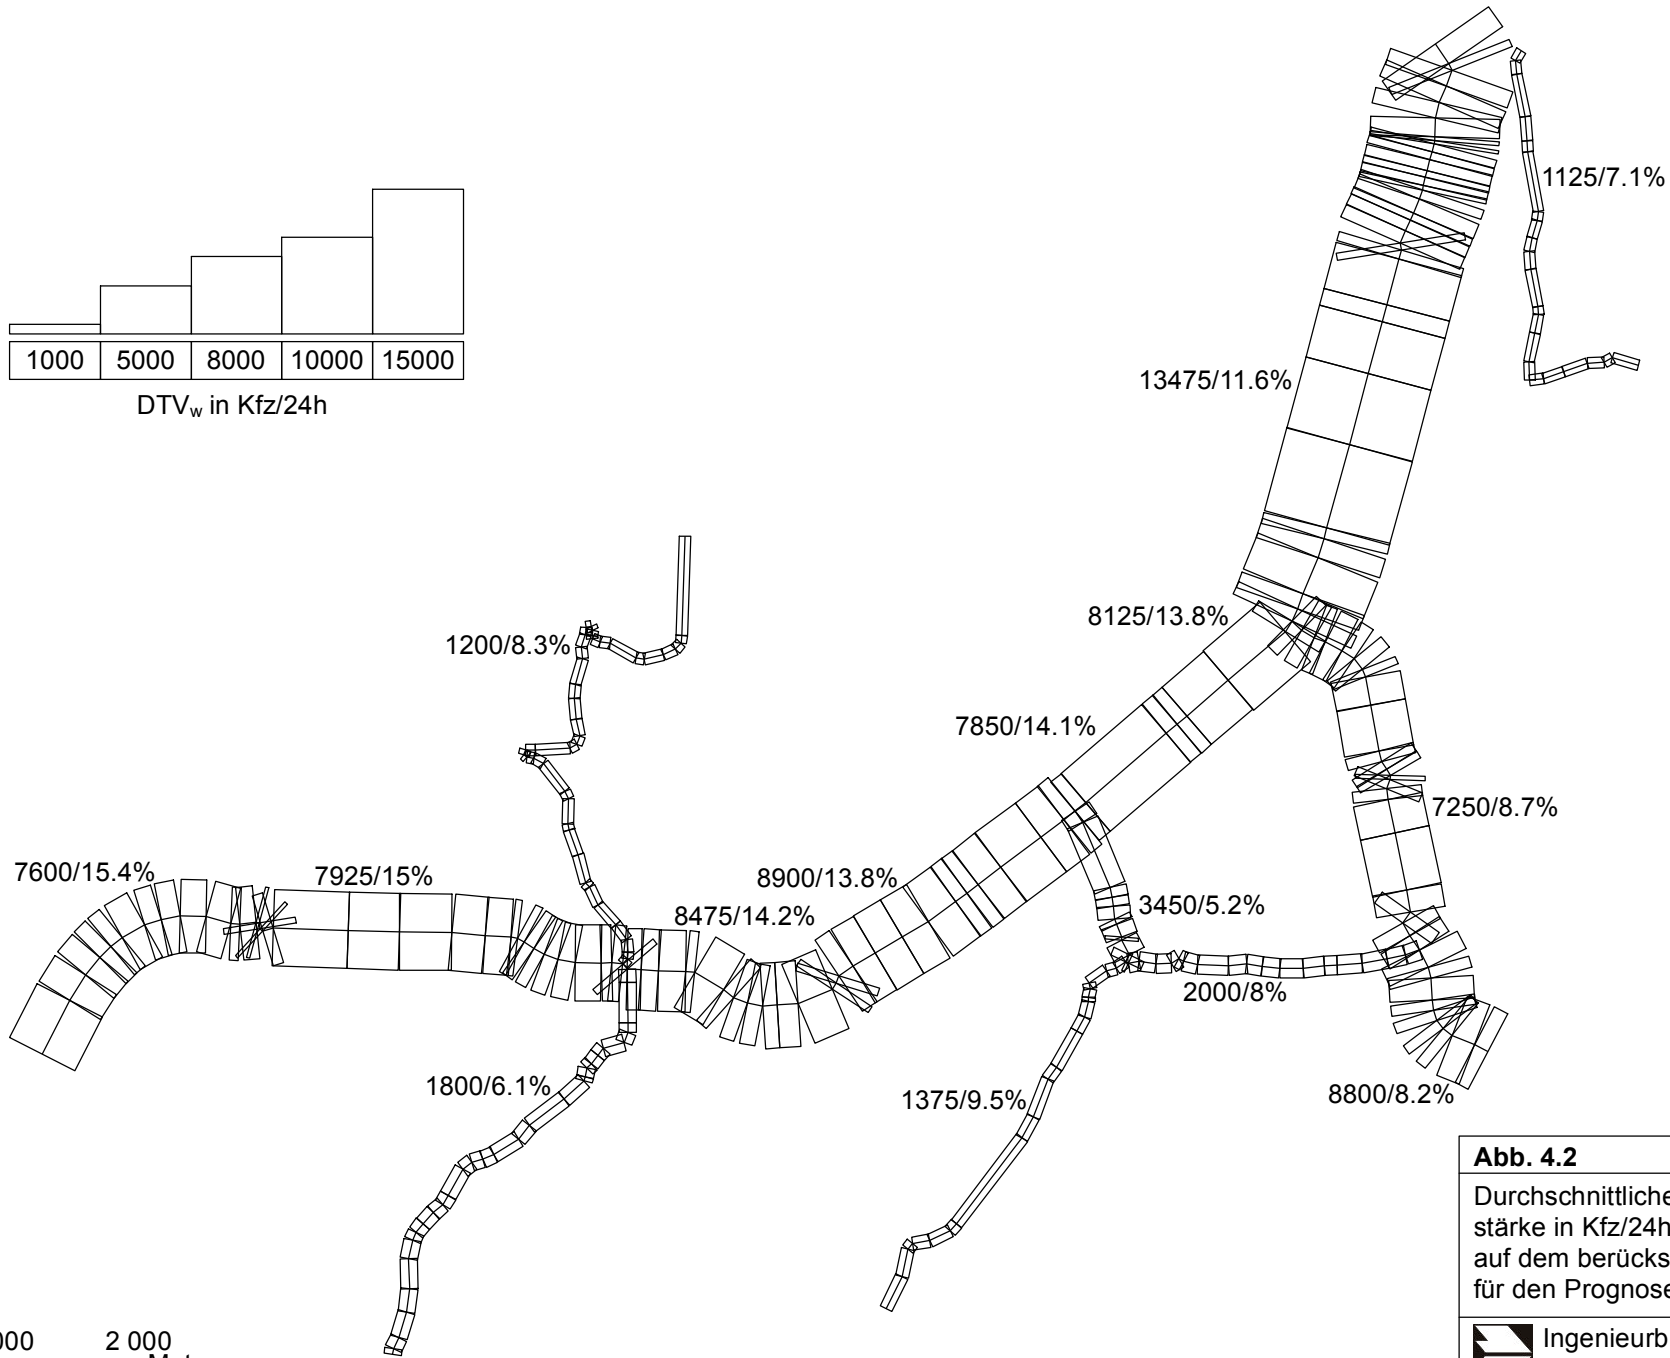 1125/7.1%
1000 5000 8000 10000 15000
DTVw in Kfz/24h
13475/11.6%
8125/13.8%
1200/8.3%
7850/14.1%
7250/8.7%
7600/15.4%
7925/15%
8900/13.8%
8475/14.2%
3450/5.2%
2000/8%
1800/6.1%
1375/9.5%
8800/8.2%
Abb. 4.2
Durchschnittliche
stärke in Kfz/24h
auf dem berücks
für den Prognose
Ingenieurb
000 2 000